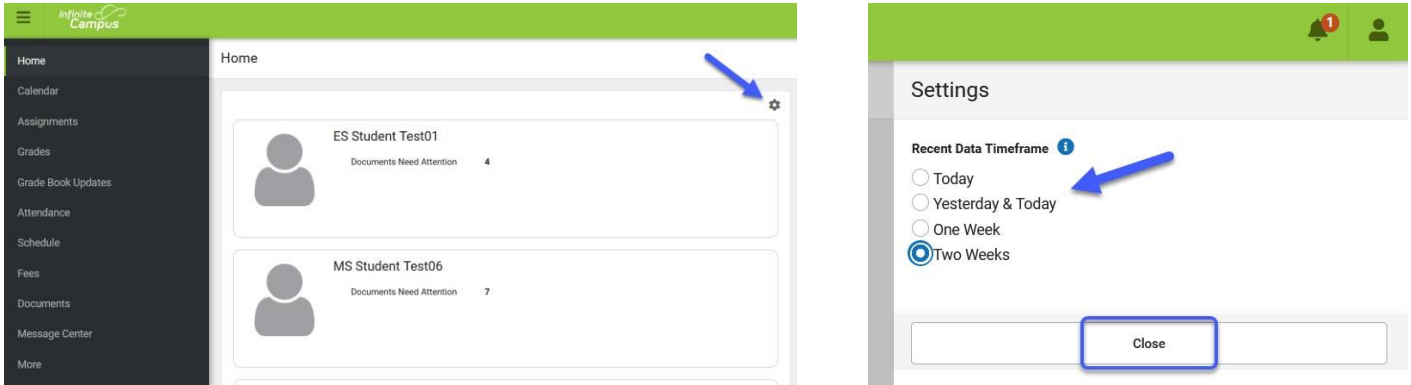 Infinite
Campus
Home
Calendar
Assignments
Grades
Grade Book Updates
Attendance
Schedule
Fees
Documents
Message Center
More
Home
ES Student Test01
Documents Need Attention 4
MS Student Test06
Documents Need Attention 7
1
Settings
Recent Data Timeframe i
Today
Yesterday & Today
One Week
Two Weeks
Close